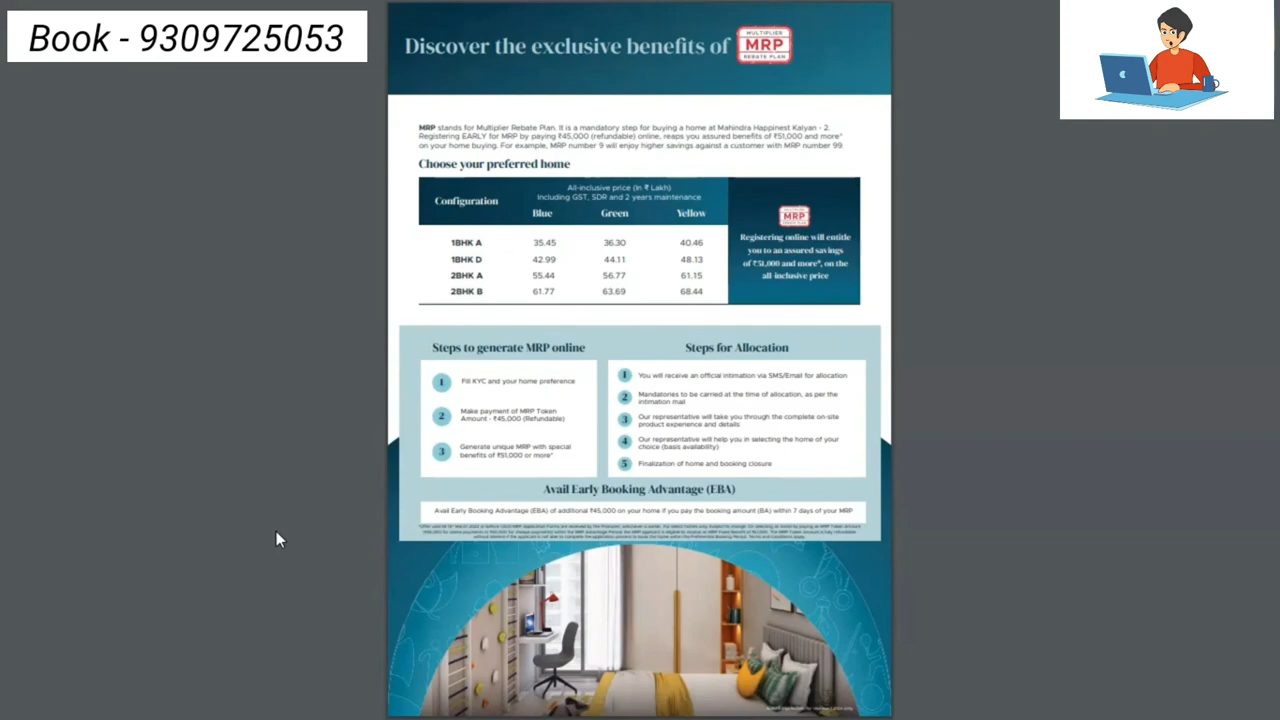 Book - 9309725053
Discover the exclusive benefits of
MULTIPLIER
MRP
REBATE PLAN
MRP stands for Multiplier Rebate Plan. It is a mandatory step for buying a home at Mahindra Happinest Kalyan - 2.
Registering EARLY for MRP by paying ₹45,000 (refundable) online, reaps you assured benefits of ₹51,000 and more*
on your home buying. For example, MRP number 9 will enjoy higher savings against a customer with MRP number 99.
Choose your preferred home
Configuration
All-inclusive price (In ₹ Lakh)
Including GST, SDR and 2 years maintenance
Blue Green Yellow
1BHK A 35.45 36.30 40.46
1BHK D 42.99 44.11 48.13
2BHK A 55.44 56.77 61.15
2BHK B 61.77 63.69 68.44
MRP
Registering online will entitle
you to an assured savings
of ₹51,000 and more*, on the
all-inclusive price
Steps to generate MRP online
1 Fill KYC and your home preference
2 Make payment of MRP Token
Amount - ₹45,000 (Refundable)
3 Generate unique MRP with special
benefits of ₹51,000 or more*
Steps for Allocation
1 You will receive an official intimation via SMS/Email for allocation
2 Mandatories to be carried at the time of allocation, as per the
intimation mail
3 Our representative will take you through the complete on-site
product experience and details
4 Our representative will help you in selecting the home of your
choice (basis availability)
5 Finalization of home and booking closure
Avail Early Booking Advantage (EBA)
Avail Early Booking Advantage (EBA) of additional ₹45,000 on your home if you pay the booking amount (BA) within 7 days of your MRP